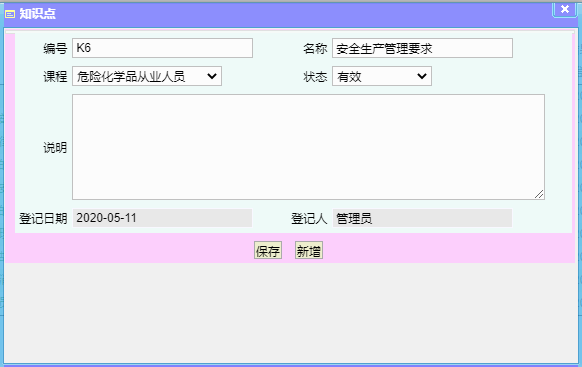 知识点
编号 K6 名称 安全生产管理要求
课程 危险化学品从业人员 状态 有效
说明
登记日期 2020-05-11 登记人 管理员
保存 新增